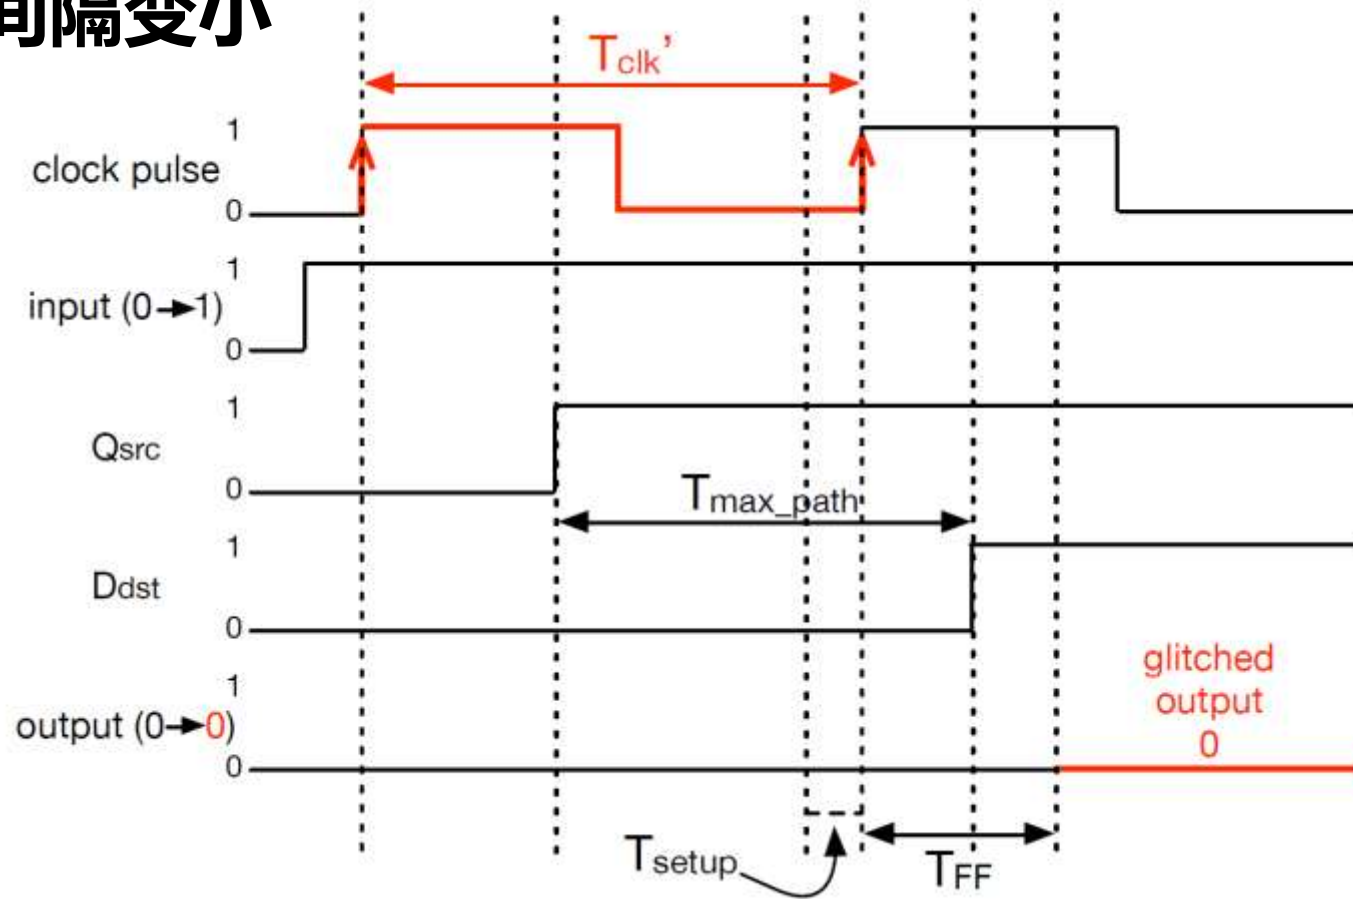 间隔变小
Tclk’
1
clock pulse
0
1
input (0→1)
0
1
Qsrc
0
Tmax_path
1
Ddst
0
glitched
output
0
1
output (0→0)
0
Tsetup
TFF